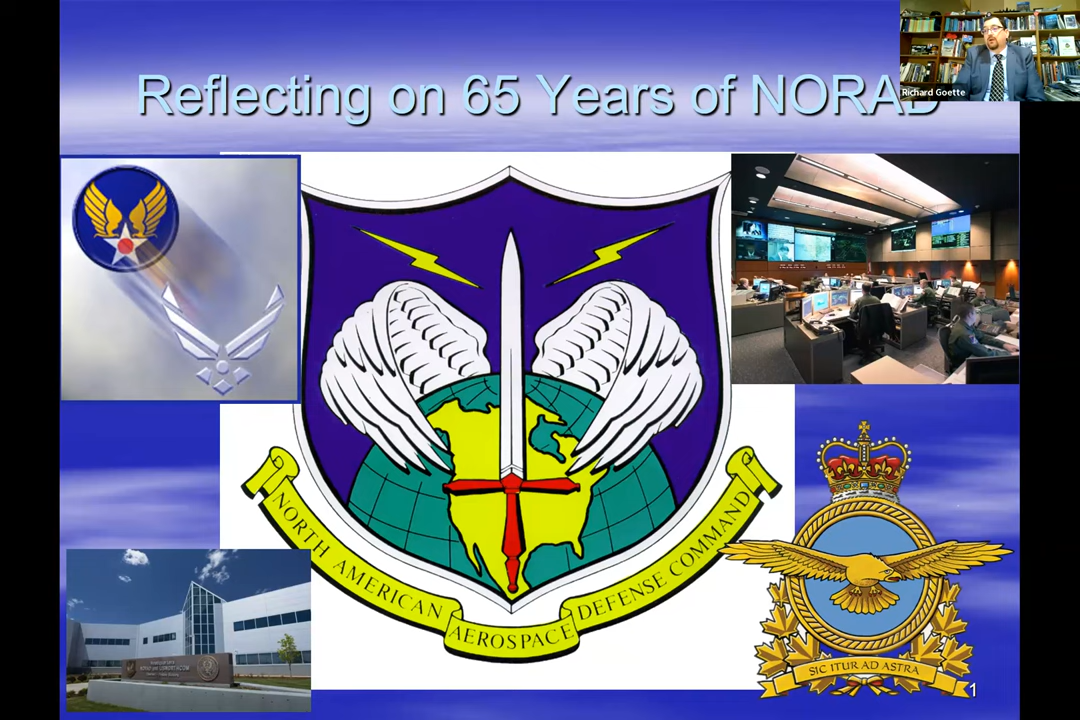 Reflecting on 65 Years of NORAD
Richard Goette
NORTH AMERICAN
AEROSPACE
DEFENSE COMMAND
SIC ITUR AD ASTRA
1